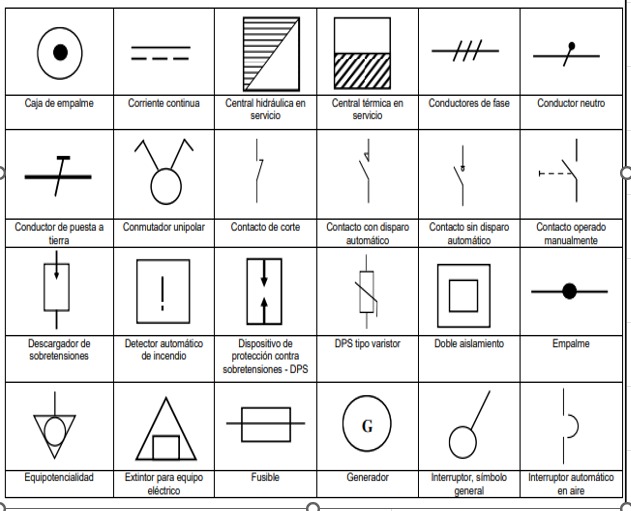 Caja de empalme
Corriente continua
Central hidráulica en
servicio
Central térmica en
servicio
Conductores de fase
Conductor neutro
Conductor de puesta a
tierra
Conmutador unipolar
Contacto de corte
Contacto con disparo
automático
Contacto sin disparo
automático
Contacto operado
manualmente
Descargador de
sobretensiones
Detector automático
de incendio
Dispositivo de
protección contra
sobretensiones - DPS
DPS tipo varistor
Doble aislamiento
Empalme
G
Equipotencialidad
Extintor para equipo
eléctrico
Fusible
Generador
Interruptor, símbolo
general
Interruptor automático
en aire